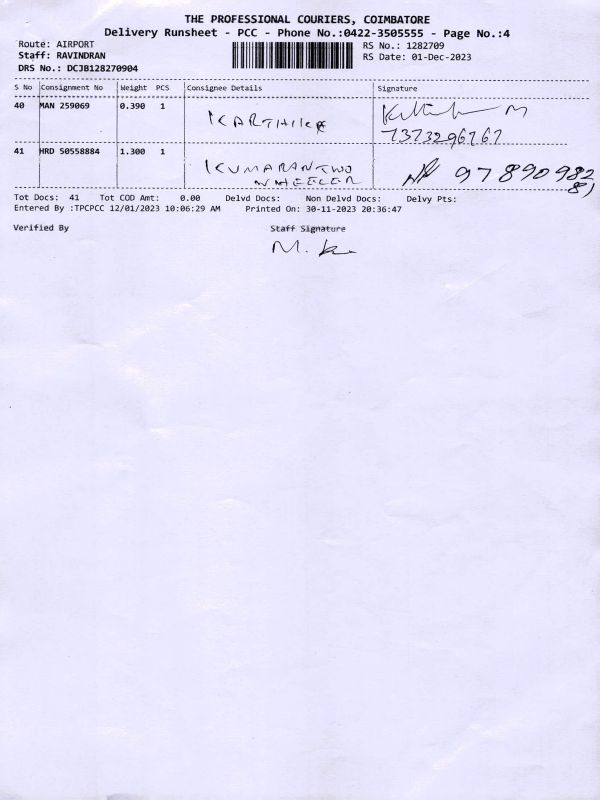 THE PROFESSIONAL COURIERS, COIMBATORE
Delivery Runsheet - PCC - Phone No.:0422-3505555 - Page No.:4
Route: AIRPORT
Staff: RAVINDRAN
DRS No.: DCJB128270904
RS No.: 1282709
RS Date: 01-Dec-2023
S No Consignment No Weight PCS Consignee Details Signature
40 MAN 259069 0.390 1 KARTHIKA
7373296767
41 MRD 50558884 1.300 1 KUMARAN TWO
WHEELER
97890982
81
Tot Docs: 41 Tot COD Amt: 0.00 Delvd Docs: Non Delvd Docs: Delvy Pts:
Entered By :TPCPCC 12/01/2023 10:06:29 AM Printed On: 30-11-2023 20:36:47
Verified By Staff Signature